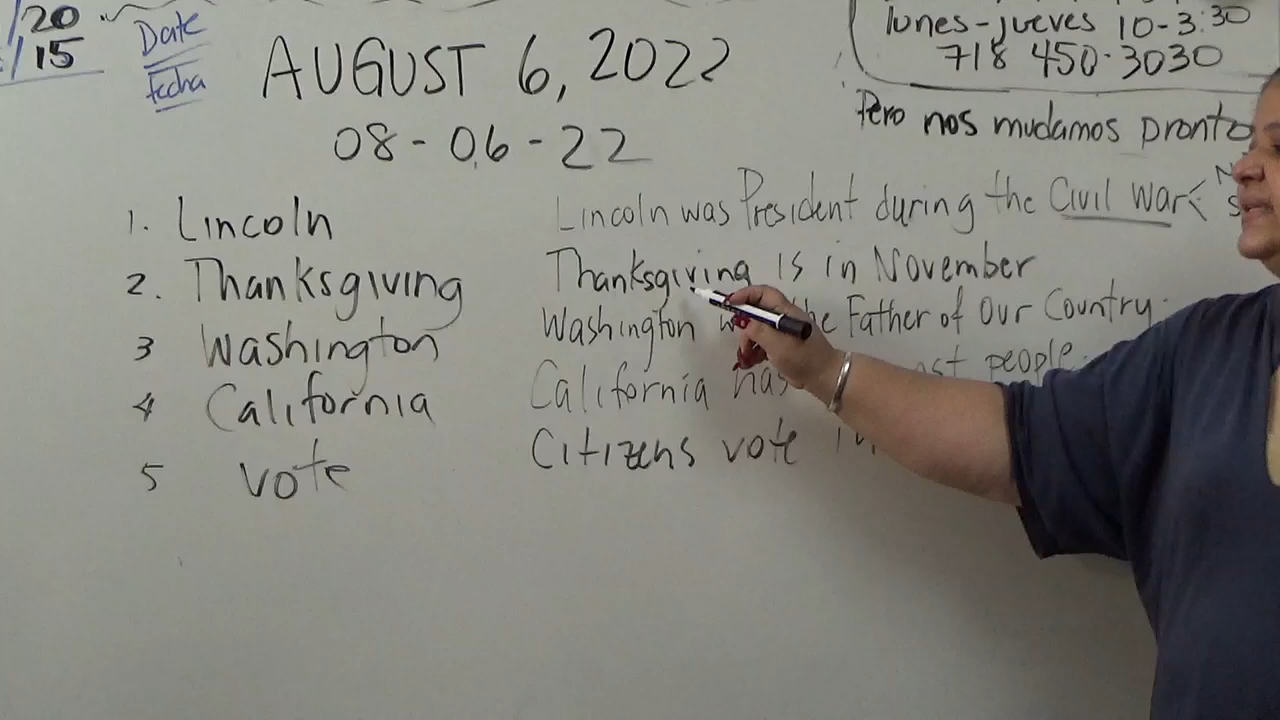 /20
/15
Date
fecha
AUGUST 6, 2022
08-06-22
lunes-jueves 10-3:30
718 450-3030
Pero nos mudamos pronto
1. Lincoln
2. Thanksgiving
3 Washington
4 California
5 vote
Lincoln was President during the Civil War
Thanksgiving is in November
Washington the Father of Our Country.
California has people.
Citizens vote